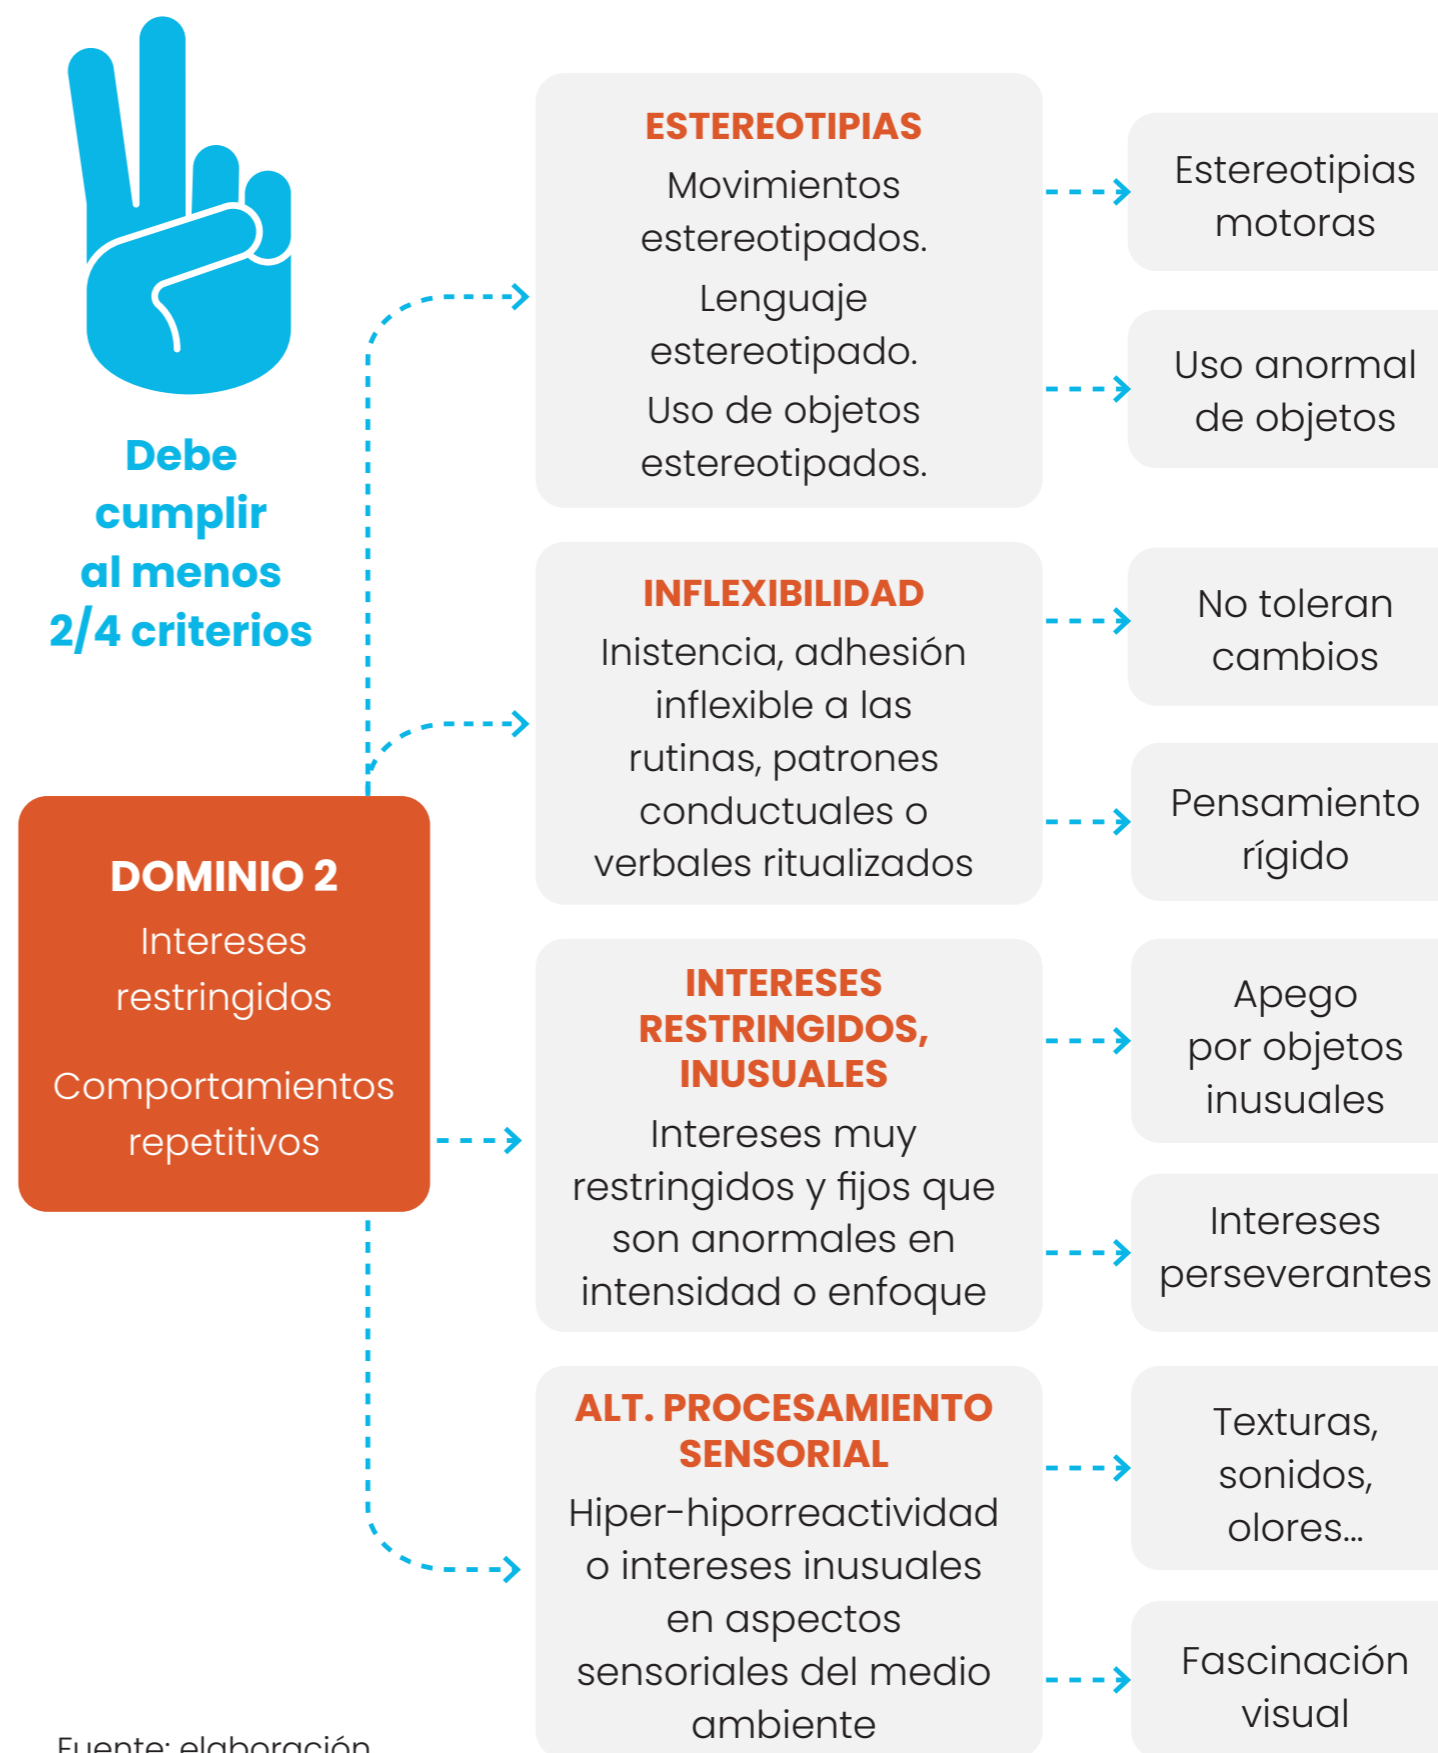 Debe
cumplir
al menos
2/4 criterios
DOMINIO 2
Intereses
restringidos
Comportamientos
repetitivos
ESTEREOTIPIAS
Movimientos
estereotipados.
Lenguaje
estereotipado.
Uso de objetos
estereotipados.
Estereotipias
motoras
Uso anormal
de objetos
INFLEXIBILIDAD
Inistencia, adhesión
inflexible a las
rutinas, patrones
conductuales o
verbales ritualizados
No toleran
cambios
Pensamiento
rígido
INTERESES
RESTRINGIDOS,
INUSUALES
Intereses muy
restringidos y fijos que
son anormales en
intensidad o enfoque
Apego
por objetos
inusuales
Intereses
perseverantes
ALT. PROCESAMIENTO
SENSORIAL
Hiper-hiporreactividad
o intereses inusuales
en aspectos
sensoriales del medio
ambiente
Texturas,
sonidos,
olores...
Fascinación
visual
Fuente: elaboración